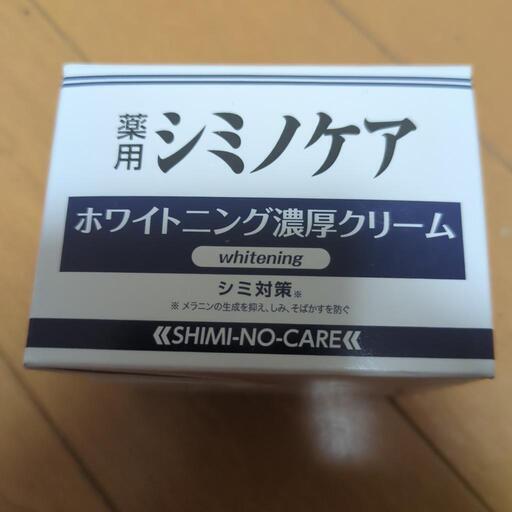 薬用 シミノケア
ホワイトニング濃厚クリーム
whitening
シミ対策※
※ メラニンの生成を抑え、しみ、そばかすを防ぐ
《SHIMI-NO-CARE《